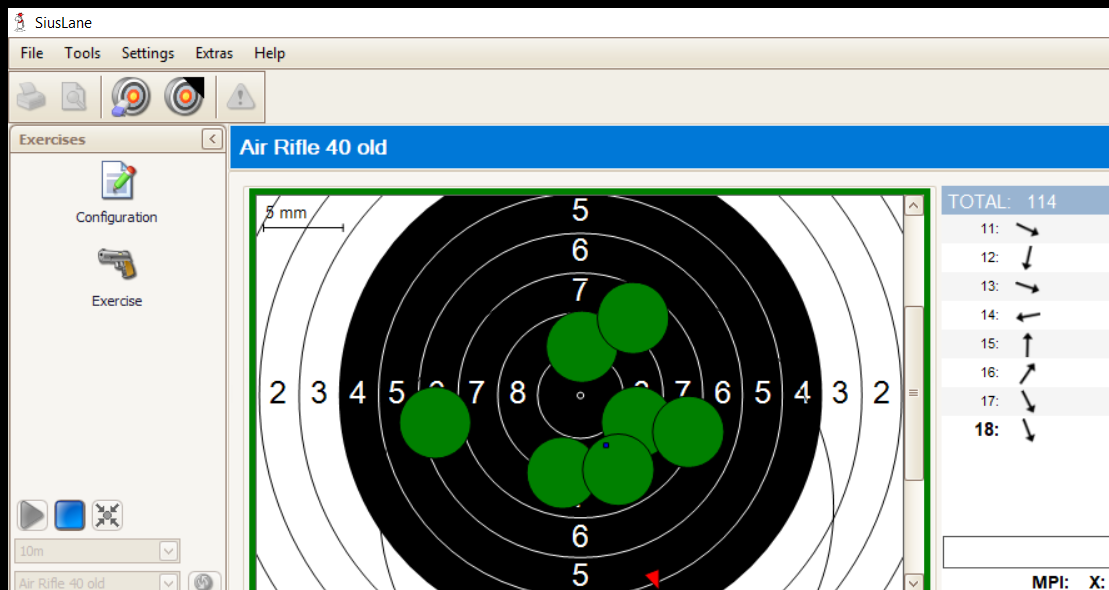 SiusLane
File Tools Settings Extras Help
Exercises
Air Rifle 40 old
Configuration
Exercise
10m
Air Rifle 40 old
5 mm
5
6
7
2 3 4 5 6 7 8 8 7 6 5 4 3 2
6
5
TOTAL: 114
11:
12:
13:
14:
15:
16:
17:
18:
MPI: X: